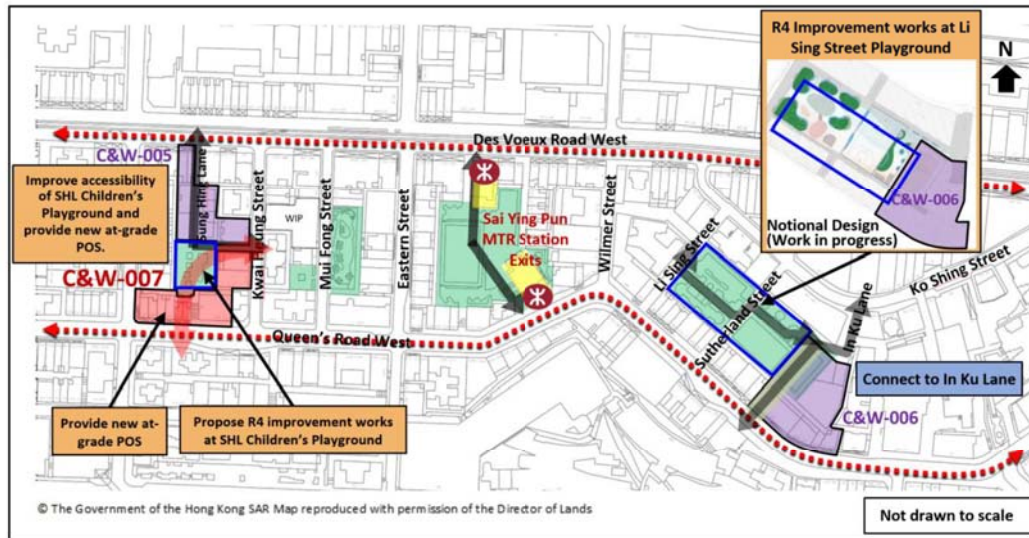 R4 Improvement works at Li
Sing Street Playground
N
Des Voeux Road West
C&W-005
Improve accessibility
of SHL Children's
Playground and
provide new at-
grade POS.
Sung Hing Lane
Kwai Heung Street
WIP
Mui Fong Street
Eastern Street
Sai Ying Pun
MTR Station
Exits
Wilmer Street
C&W-006
Notional Design
(Work in progress)
C&W-007
Li Sing Street
Sutherland Street
In Ku Lane
Ko Shing Street
Queen's Road West
Connect to In Ku Lane
C&W-006
Provide new at-
grade POS
Propose R4 improvement works
at SHL Children's Playground
© The Government of the Hong Kong SAR Map reproduced with permission of the Director of Lands
Not drawn to scale